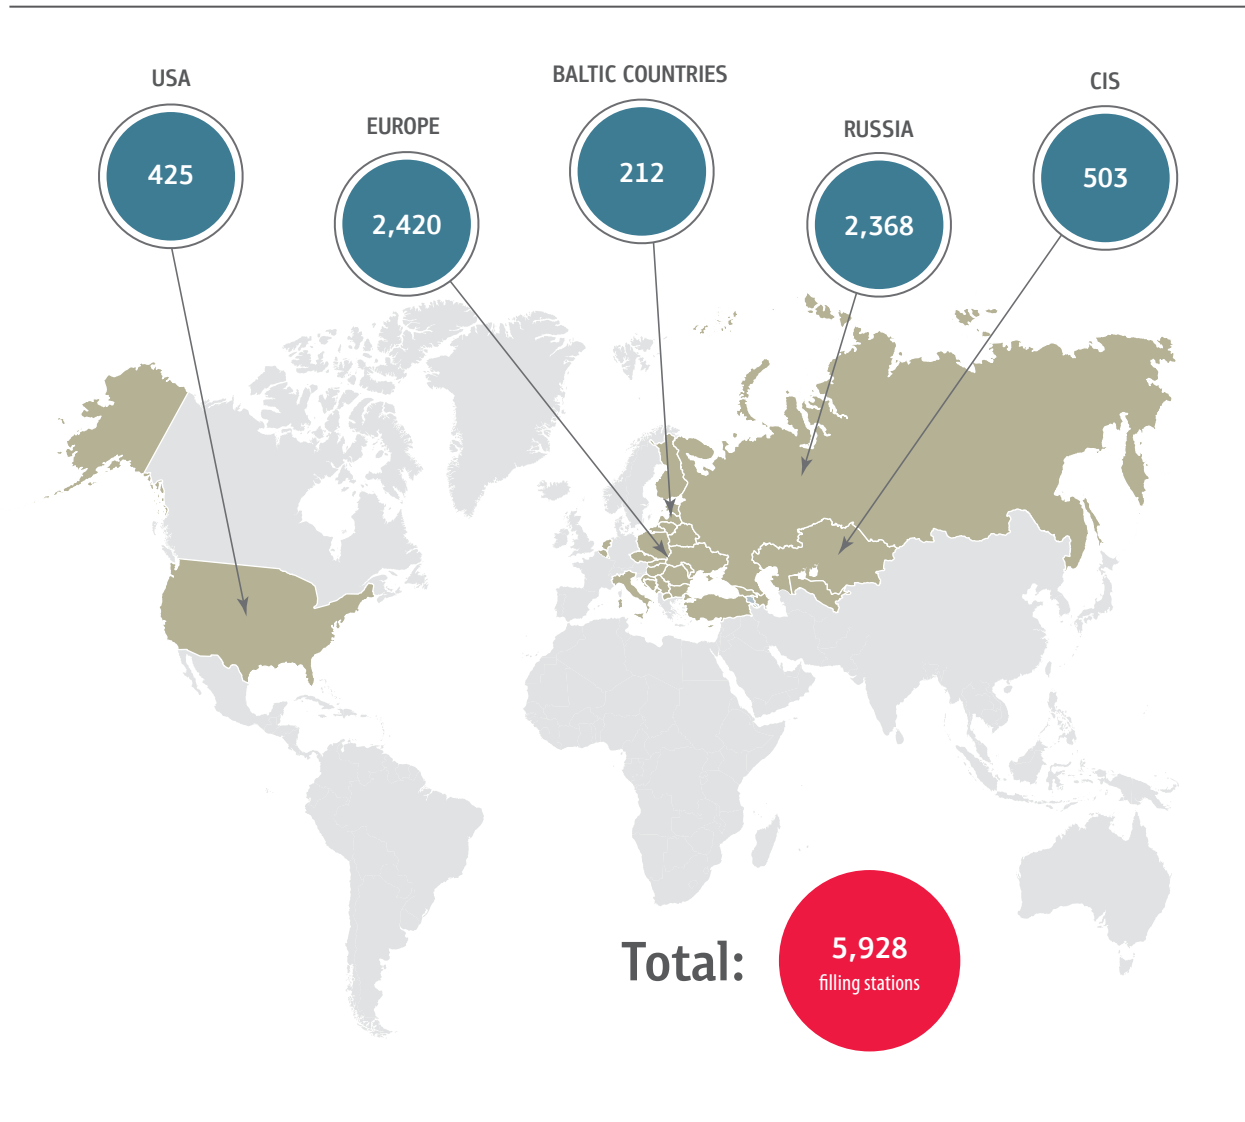 USA
425
EUROPE
2,420
BALTIC COUNTRIES
212
RUSSIA
2,368
CIS
503
Total:
5,928
filling stations